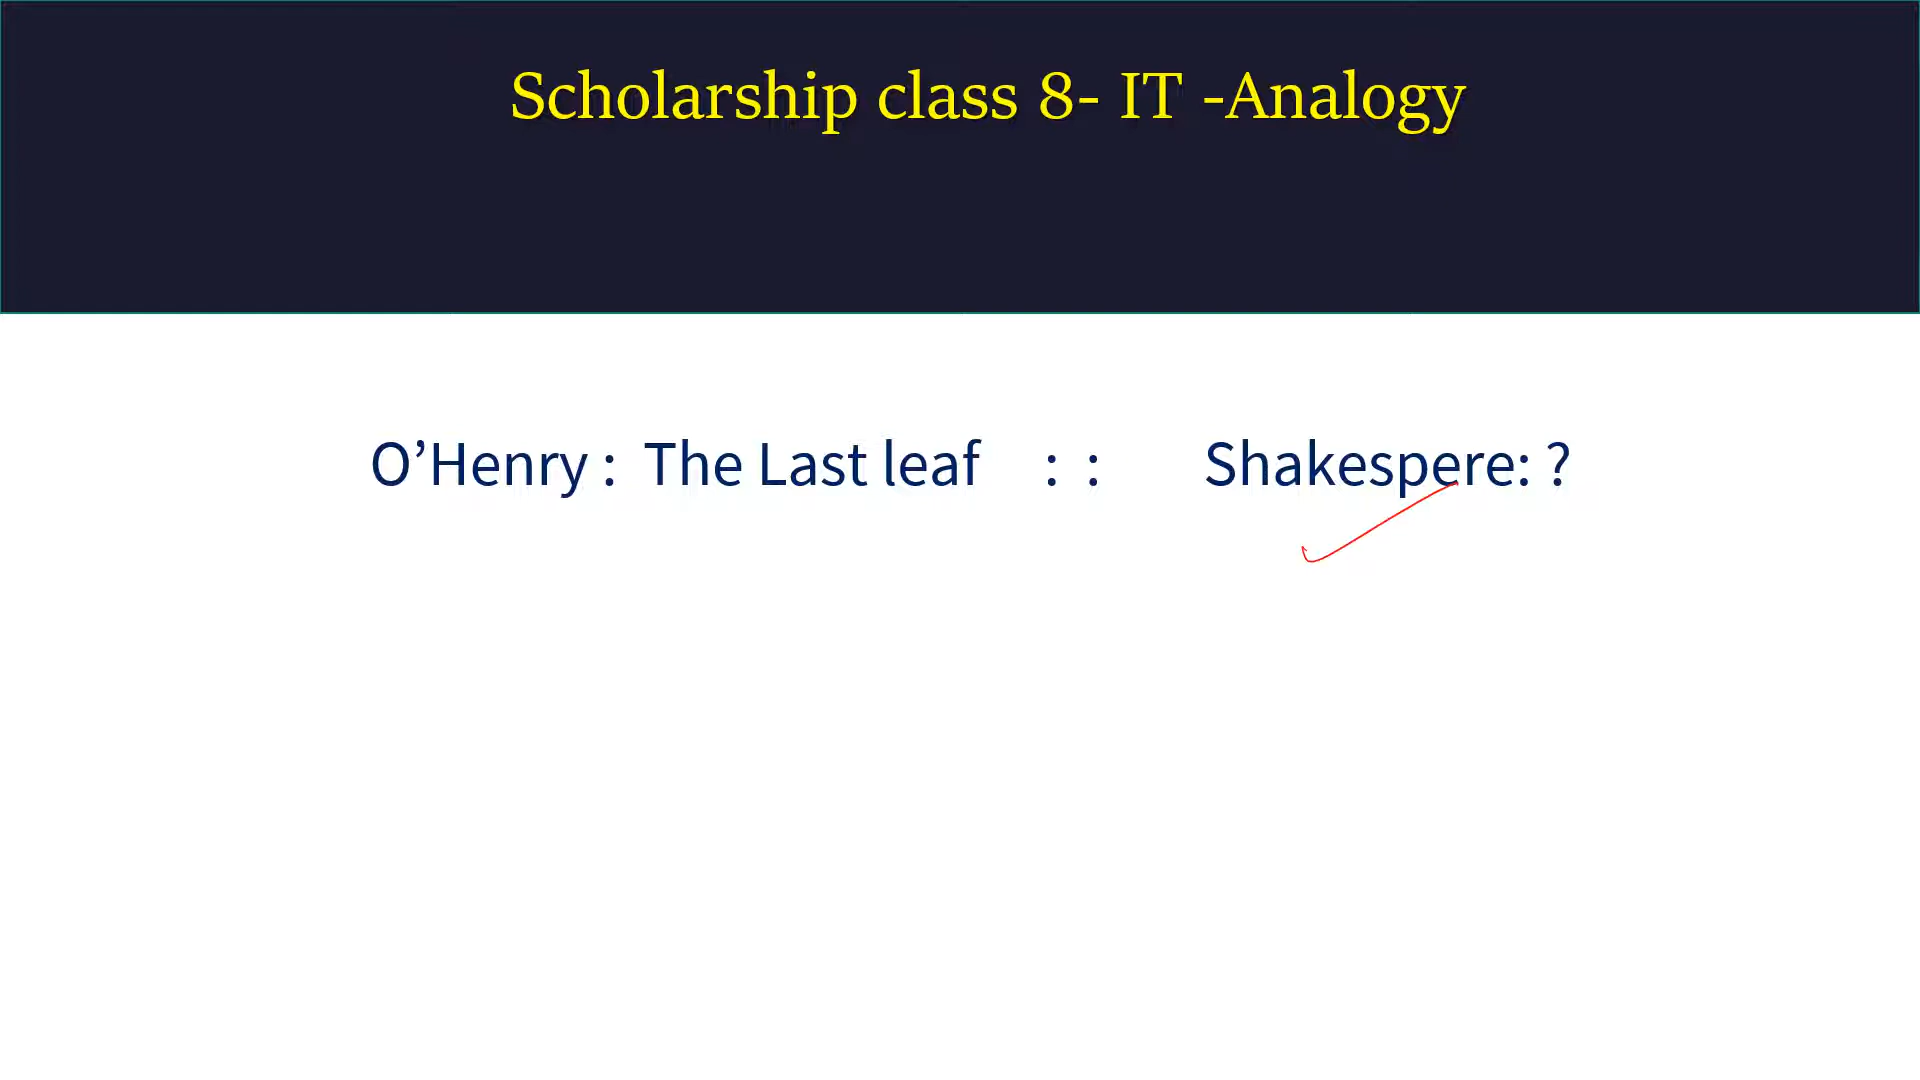 Scholarship class 8- IT -Analogy
O’Henry : The Last leaf : : Shakespere: ?